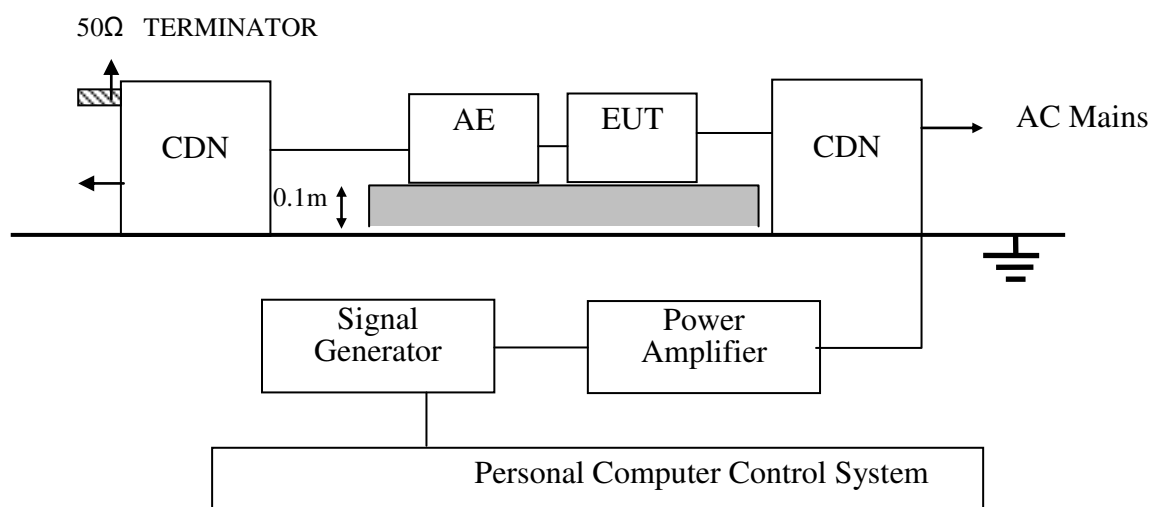 50Ω TERMINATOR
CDN
AE
EUT
CDN
AC Mains
0.1m
Signal
Generator
Power
Amplifier
Personal Computer Control System